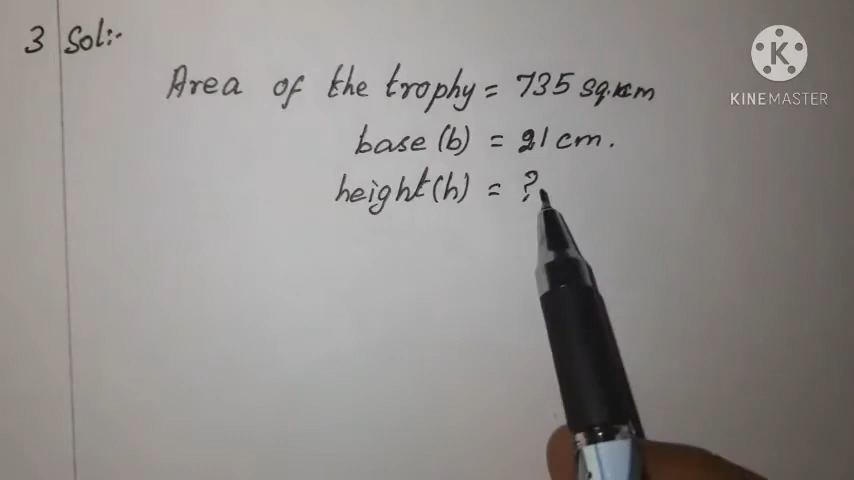 3 Sol:-
Area of the trophy = 735 sq.cm
base (b) = 21 cm.
height (h) = ?
K
KINEMASTER